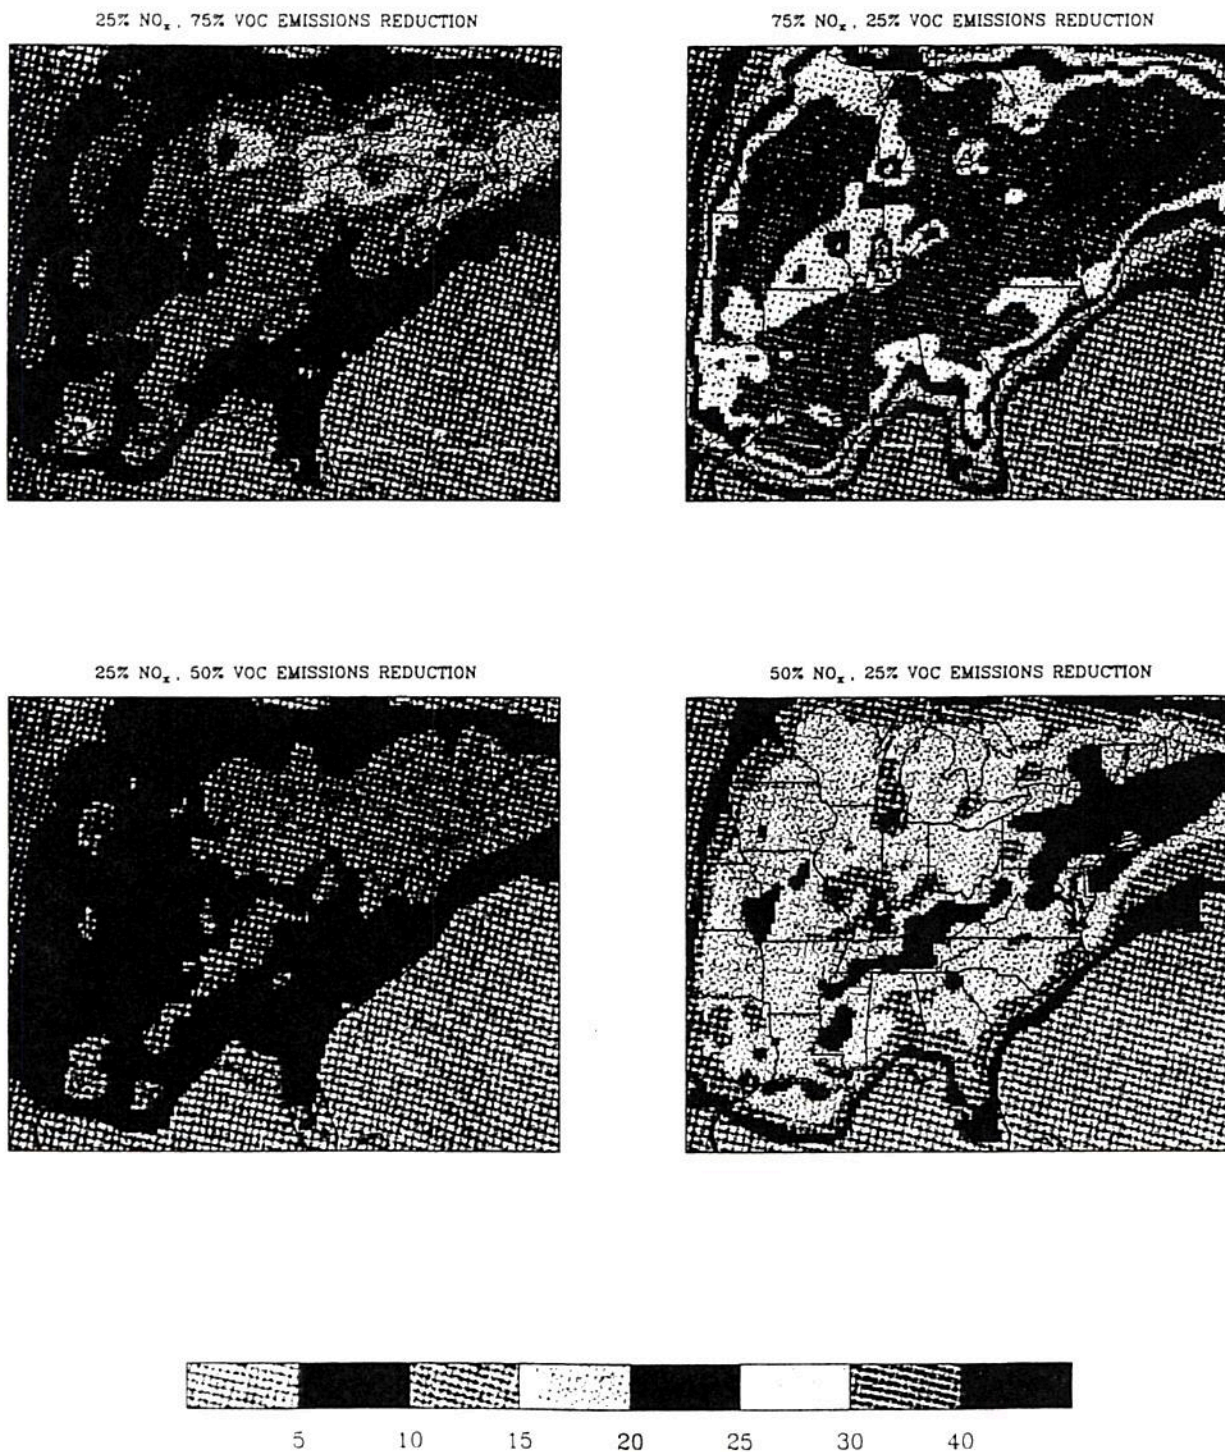 25% NOₓ, 75% VOC EMISSIONS REDUCTION
75% NOₓ, 25% VOC EMISSIONS REDUCTION
25% NOₓ, 50% VOC EMISSIONS REDUCTION
50% NOₓ, 25% VOC EMISSIONS REDUCTION
5 10 15 20 25 30 40